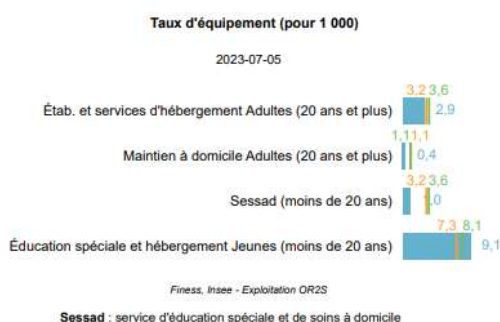 Taux d'équipement (pour 1 000)
2023-07-05
3,2 3,6
Étab. et services d'hébergement Adultes (20 ans et plus) 2,9
1,1 1,1
Maintien à domicile Adultes (20 ans et plus) 0,4
3,2 3,6
Sessad (moins de 20 ans) 1,0
7,3 8,1
Éducation spéciale et hébergement Jeunes (moins de 20 ans) 9,1
Finess, Insee - Exploitation OR2S
Sessad : service d'éducation spéciale et de soins à domicile